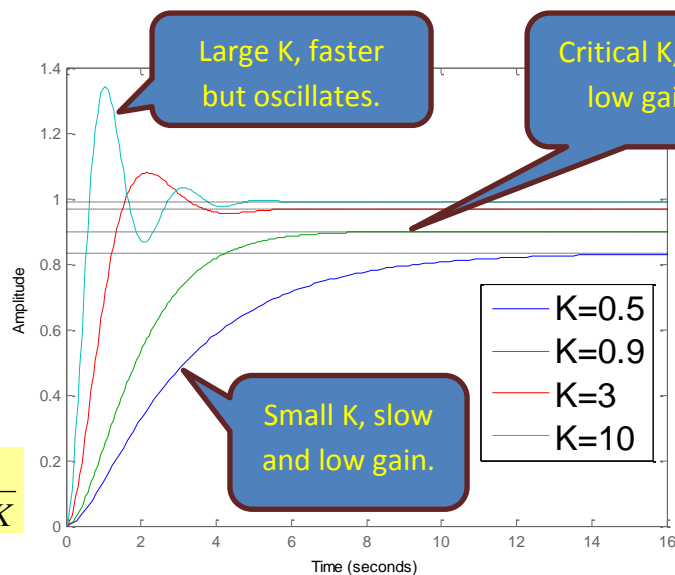 Large K, faster
but oscillates.
Critical K,
low gai
1.4
1.2
1
0.8
0.6
0.4
0.2
0
Amplitude
Small K, slow
and low gain.
K=0.5
K=0.9
K=3
K=10
K
0 2 4 6 8 10 12 14 16
Time (seconds)